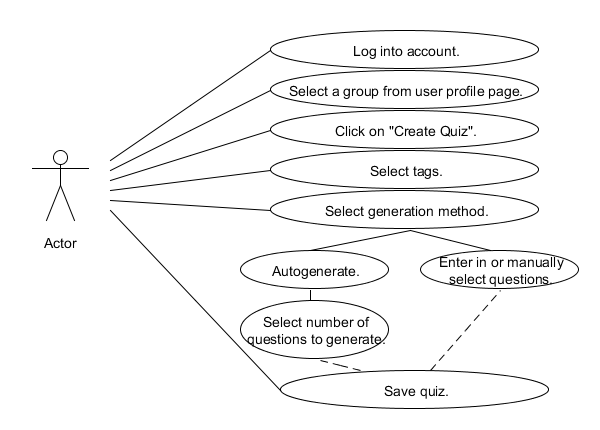 Log into account.
Select a group from user profile page.
Click on "Create Quiz".
Select tags.
Select generation method.
Actor
Autogenerate.
Enter in or manually
select questions.
Select number of
questions to generate.
Save quiz.